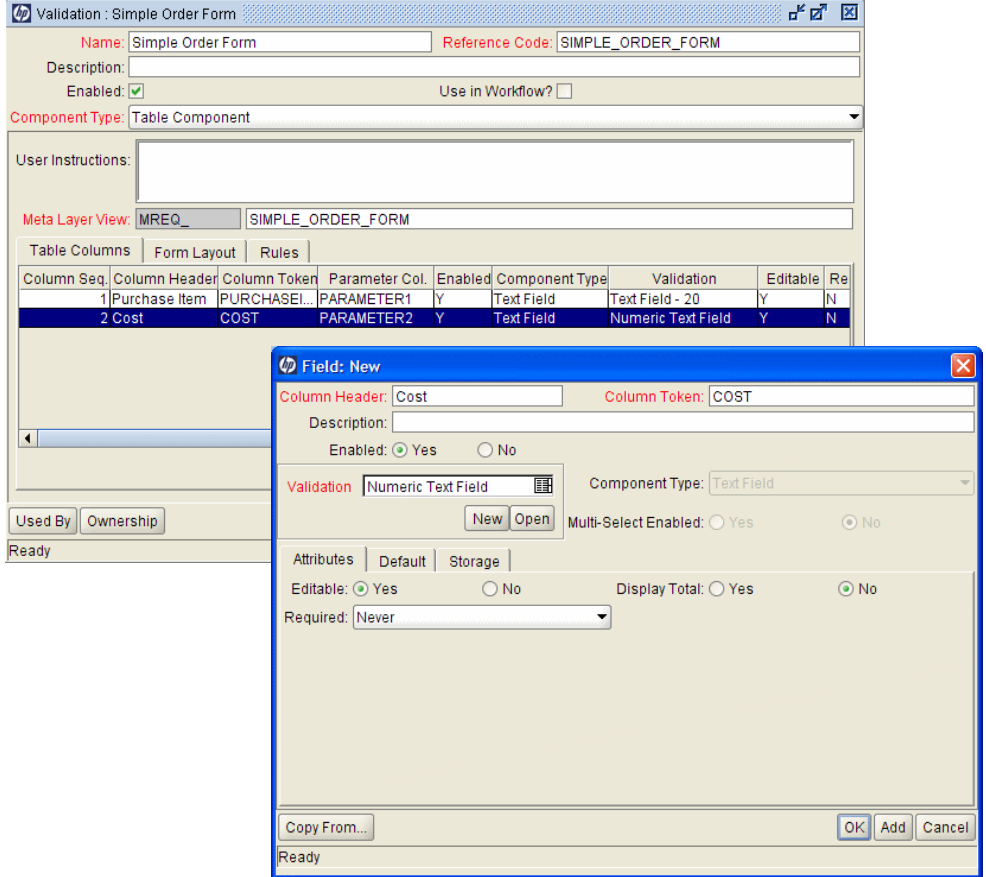 hp Validation : Simple Order Form
Name: Simple Order Form Reference Code: SIMPLE_ORDER_FORM
Description:
Enabled: Use in Workflow?
Component Type: Table Component
User Instructions:
Meta Layer View: MREQ_ SIMPLE_ORDER_FORM
Table Columns Form Layout Rules
Column Seq. Column Header Column Token Parameter Col. Enabled Component Type Validation Editable Re
1 Purchase Item PURCHASEI... PARAMETER1 Y Text Field Text Field - 20 Y N
2 Cost COST PARAMETER2 Y Text Field Numeric Text Field Y N
Used By Ownership
Ready
hp Field: New
Column Header: Cost Column Token: COST
Description:
Enabled: Yes No
Validation Numeric Text Field Component Type: Text Field
New Open Multi-Select Enabled: Yes No
Attributes Default Storage
Editable: Yes No Display Total: Yes No
Required: Never
Copy From... OK Add Cancel
Ready